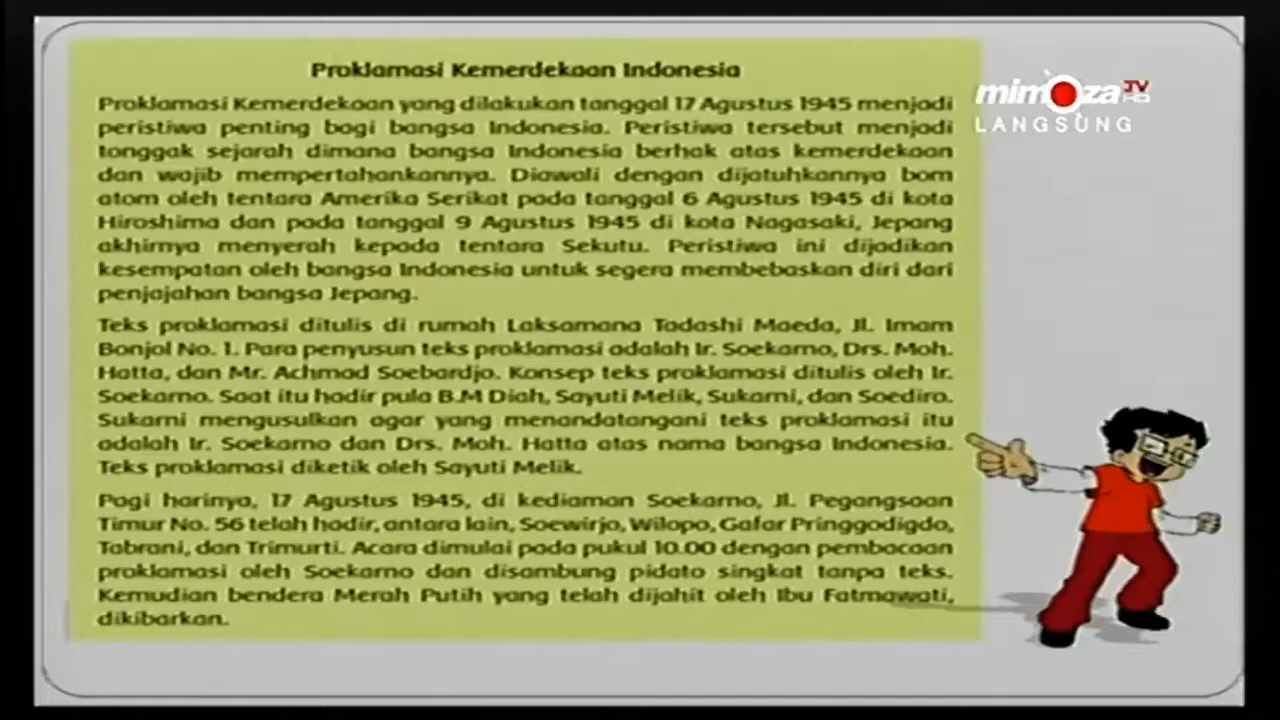 Proklamasi Kemerdekaan Indonesia
Proklamasi Kemerdekaan yang dilakukan tanggal 17 Agustus 1945 menjadi
peristiwa penting bagi bangsa Indonesia. Peristiwa tersebut menjadi
tonggak sejarah dimana bangsa Indonesia berhak atas kemerdekaan
dan wajib mempertahankannya. Diawali dengan dijatuhkannya bom
atom oleh tentara Amerika Serikat pada tanggal 6 Agustus 1945 di kota
Hiroshima dan pada tanggal 9 Agustus 1945 di kota Nagasaki, Jepang
akhirnya menyerah kepada tentara Sekutu. Peristiwa ini dijadikan
kesempatan oleh bangsa Indonesia untuk segera membebaskan diri dari
penjajahan bangsa Jepang.
Teks proklamasi ditulis di rumah Laksamana Tadashi Maeda, Jl. Imam
Bonjol No. 1. Para penyusun teks proklamasi adalah Ir. Soekarno, Drs. Moh.
Hatta, dan Mr. Achmad Soebardjo. Konsep teks proklamasi ditulis oleh Ir.
Soekarno. Saat itu hadir pula B.M Diah, Sayuti Melik, Sukarni, dan Soediro.
Sukarni mengusulkan agar yang menandatangani teks proklamasi itu
adalah Ir. Soekarno dan Drs. Moh. Hatta atas nama bangsa Indonesia.
Teks proklamasi diketik oleh Sayuti Melik.
Pagi harinya, 17 Agustus 1945, di kediaman Soekarno, Jl. Pegangsaan
Timur No. 56 telah hadir, antara lain, Soewirjo, Wilopo, Gafar Pringgodigdo,
Tabrani, dan Trimurti. Acara dimulai pada pukul 10.00 dengan pembacaan
proklamasi oleh Soekarno dan disambung pidato singkat tanpa teks.
Kemudian bendera Merah Putih yang telah dijahit oleh Ibu Fatmawati,
dikibarkan.
mimoza TV HD
LANGSUNG